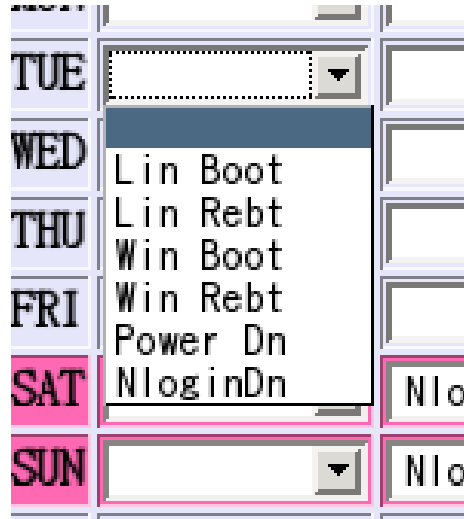 TUE
WED
Lin Boot
Lin Rebt
THU
Win Boot
Win Rebt
FRI
Power Dn
NloginDn
SAT
Nlo
SUN
Nlo